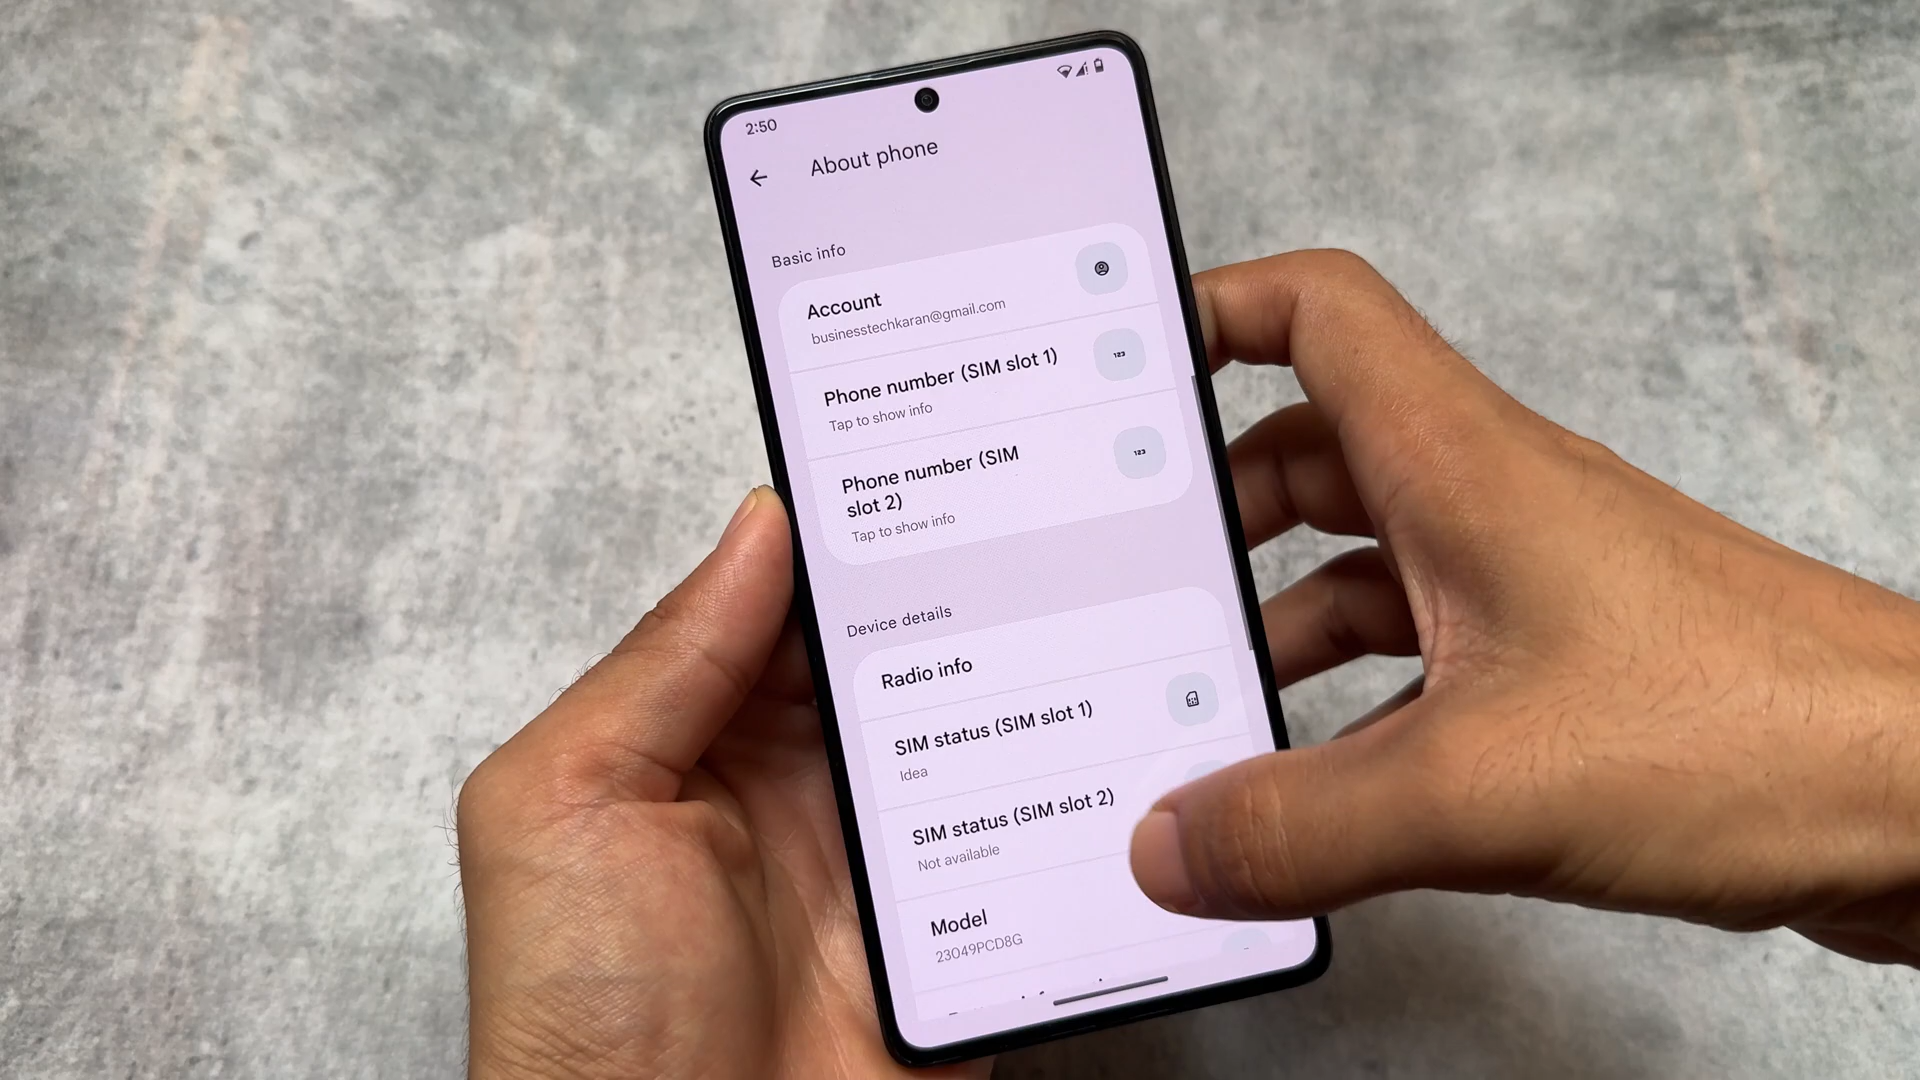 2:50
About phone
Basic info
Account
businesstechkaran@gmail.com
Phone number (SIM slot 1)
Tap to show info
123
Phone number (SIM
slot 2)
Tap to show info
123
Device details
Radio info
SIM status (SIM slot 1)
Idea
SIM status (SIM slot 2)
Not available
Model
23049PCD8G